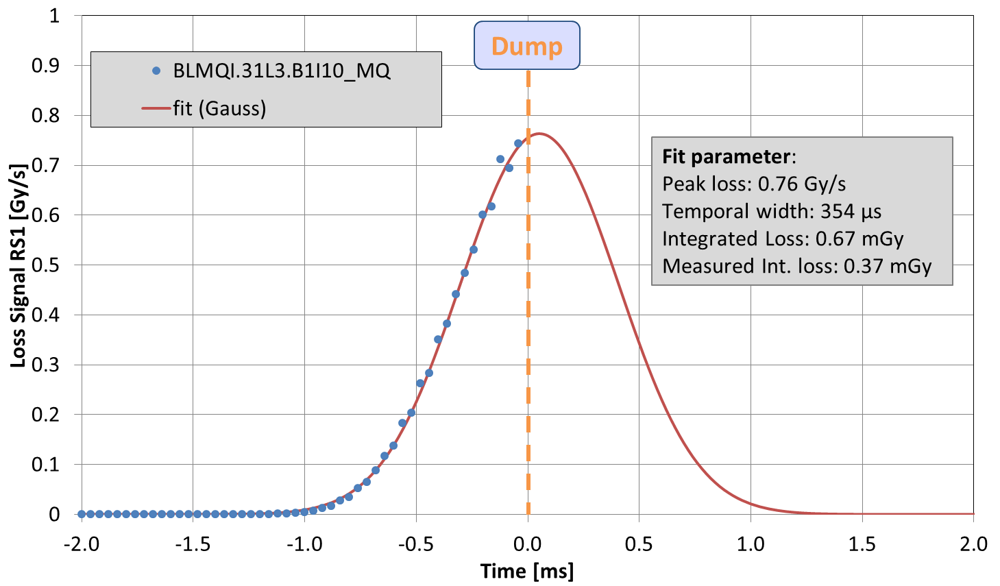 Dump
BLMQI.31L3.B1I10_MQ
fit (Gauss)
Fit parameter:
Peak loss: 0.76 Gy/s
Temporal width: 354 µs
Integrated Loss: 0.67 mGy
Measured Int. loss: 0.37 mGy
Loss Signal RS1 [Gy/s]
1
0.9
0.8
0.7
0.6
0.5
0.4
0.3
0.2
0.1
0
-2.0 -1.5 -1.0 -0.5 0.0 0.5 1.0 1.5 2.0
Time [ms]